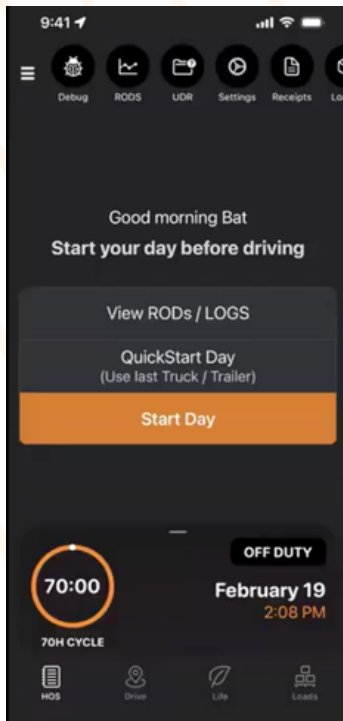 9:41
Debug
RODS
UDR
Settings
Receipts
Good morning Bat
Start your day before driving
View RODs / LOGS
QuickStart Day
(Use last Truck / Trailer)
Start Day
70:00
70H CYCLE
OFF DUTY
February 19
2:08 PM
HOS
Drive
Life
Loads